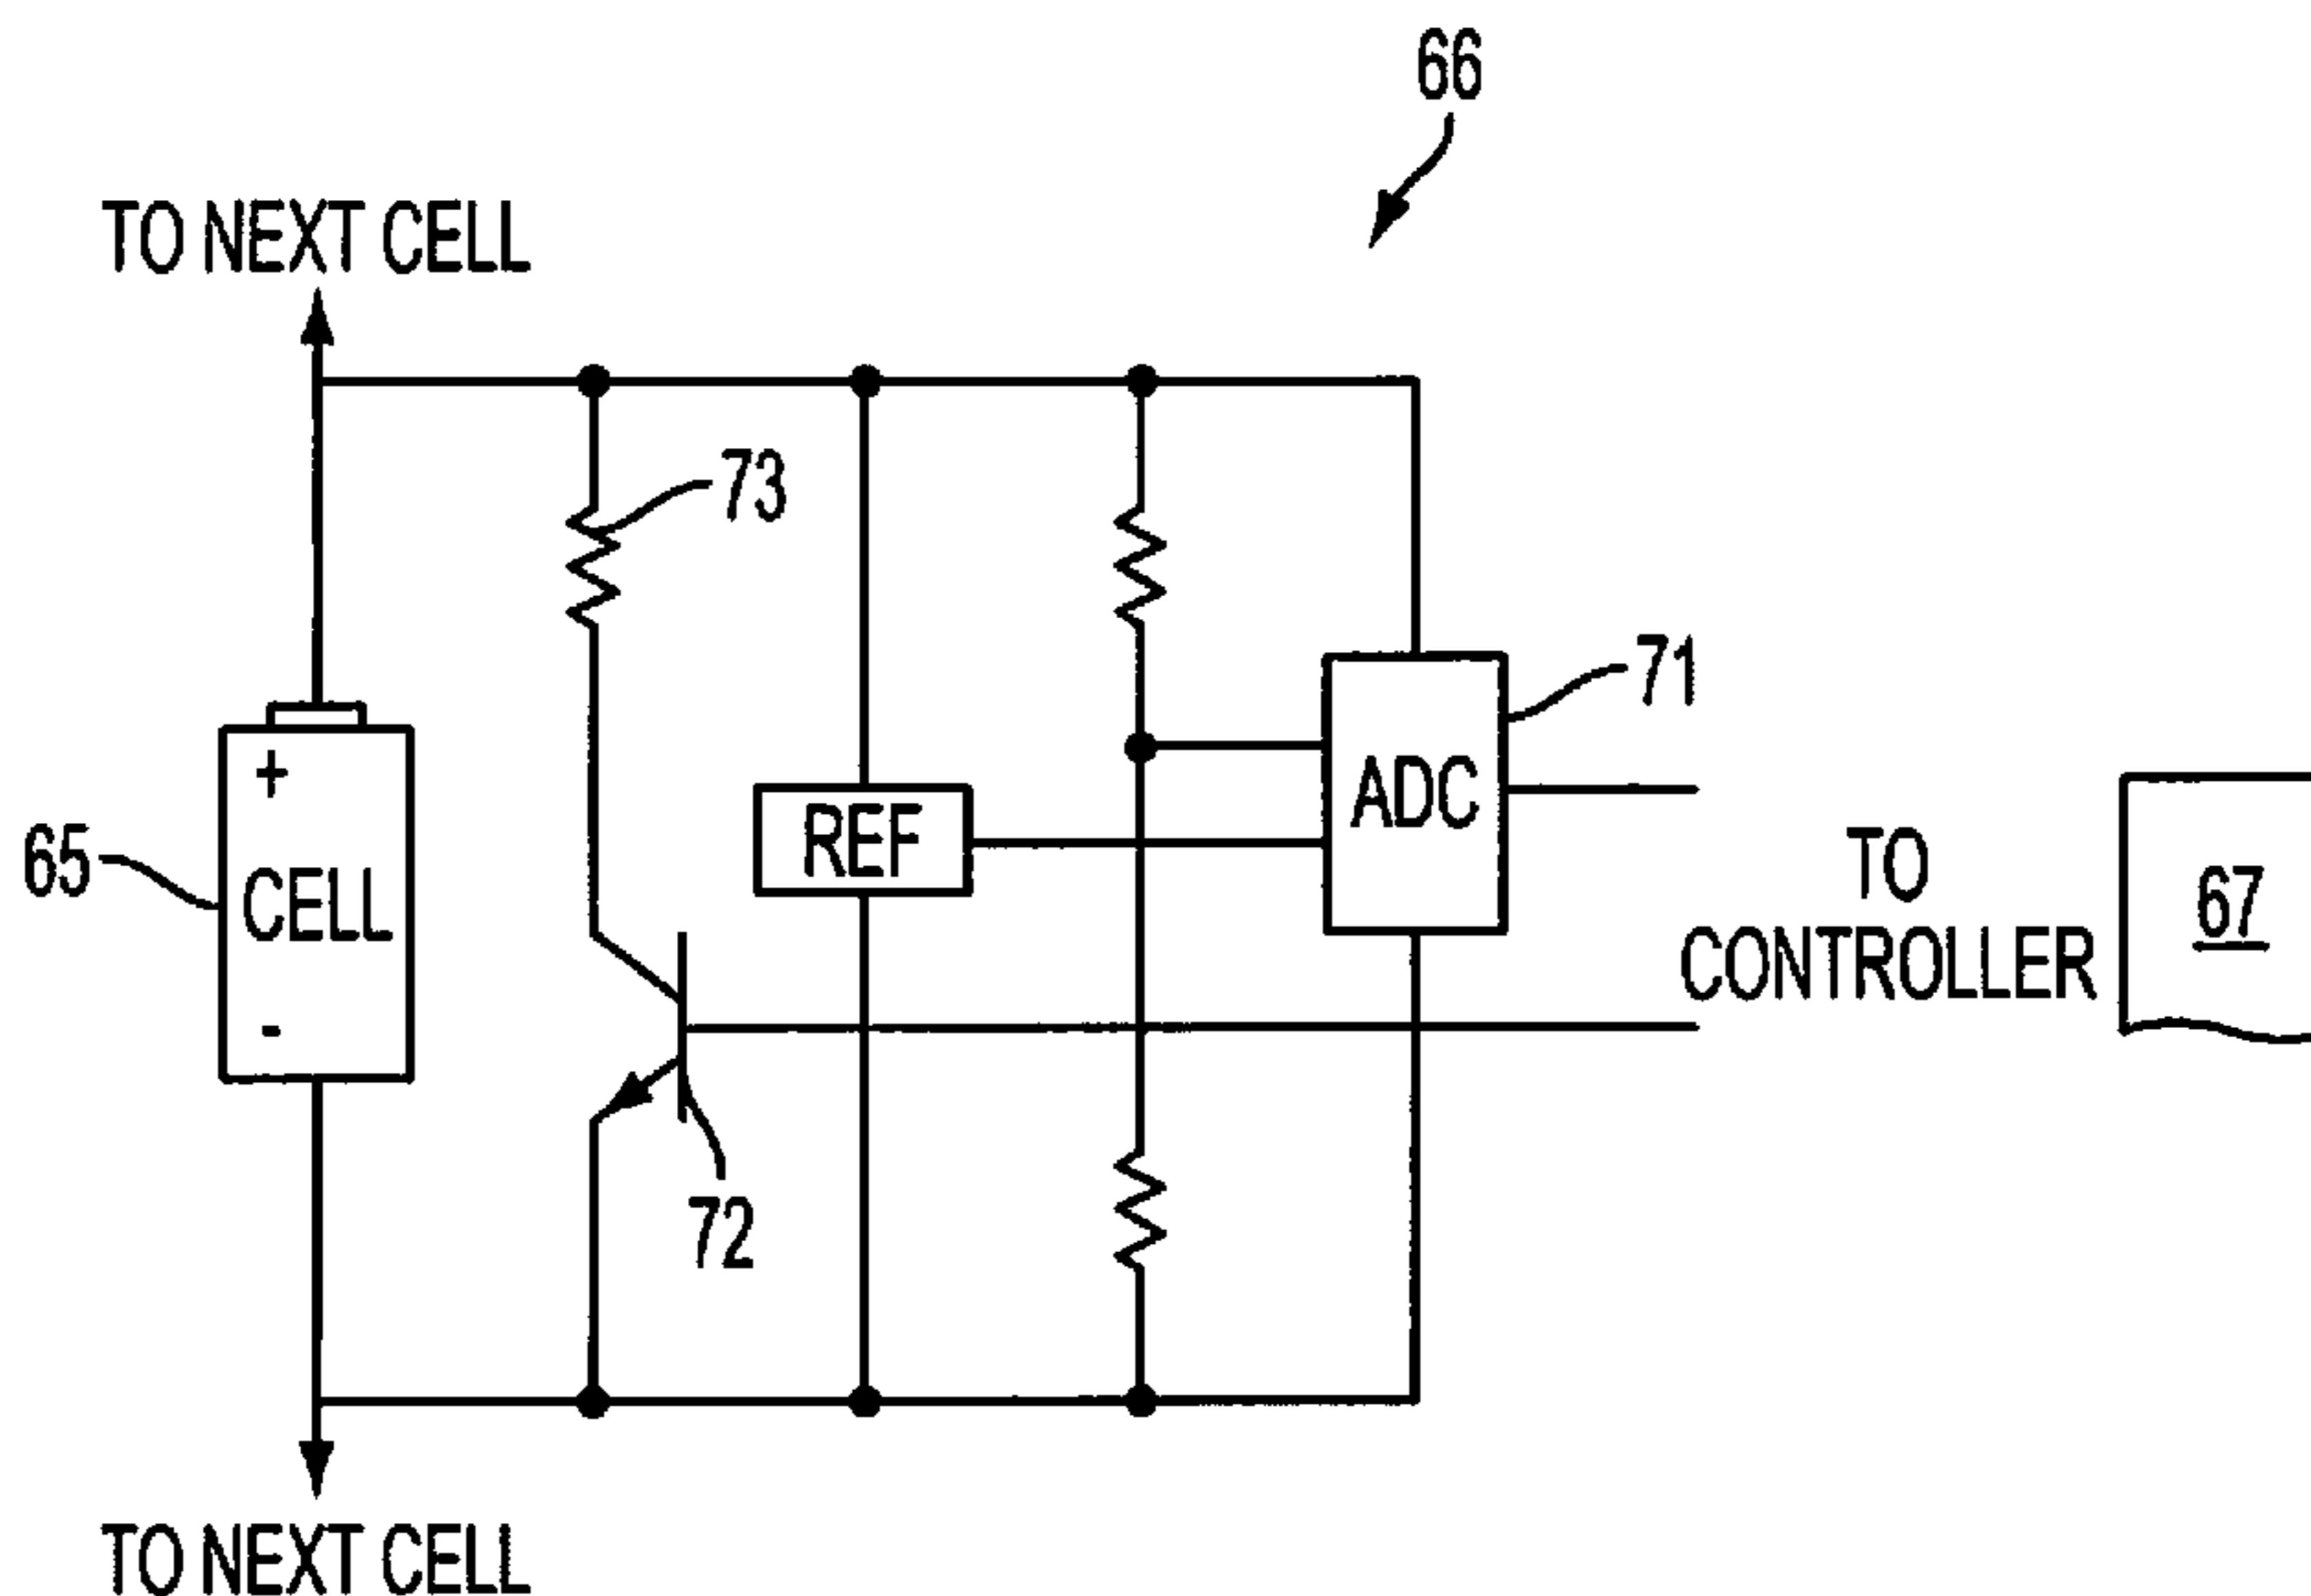 66
TO NEXT CELL
73
71
+
ADC
REF
65
CELL
TO
CONTROLLER
67
-
72
TO NEXT CELL